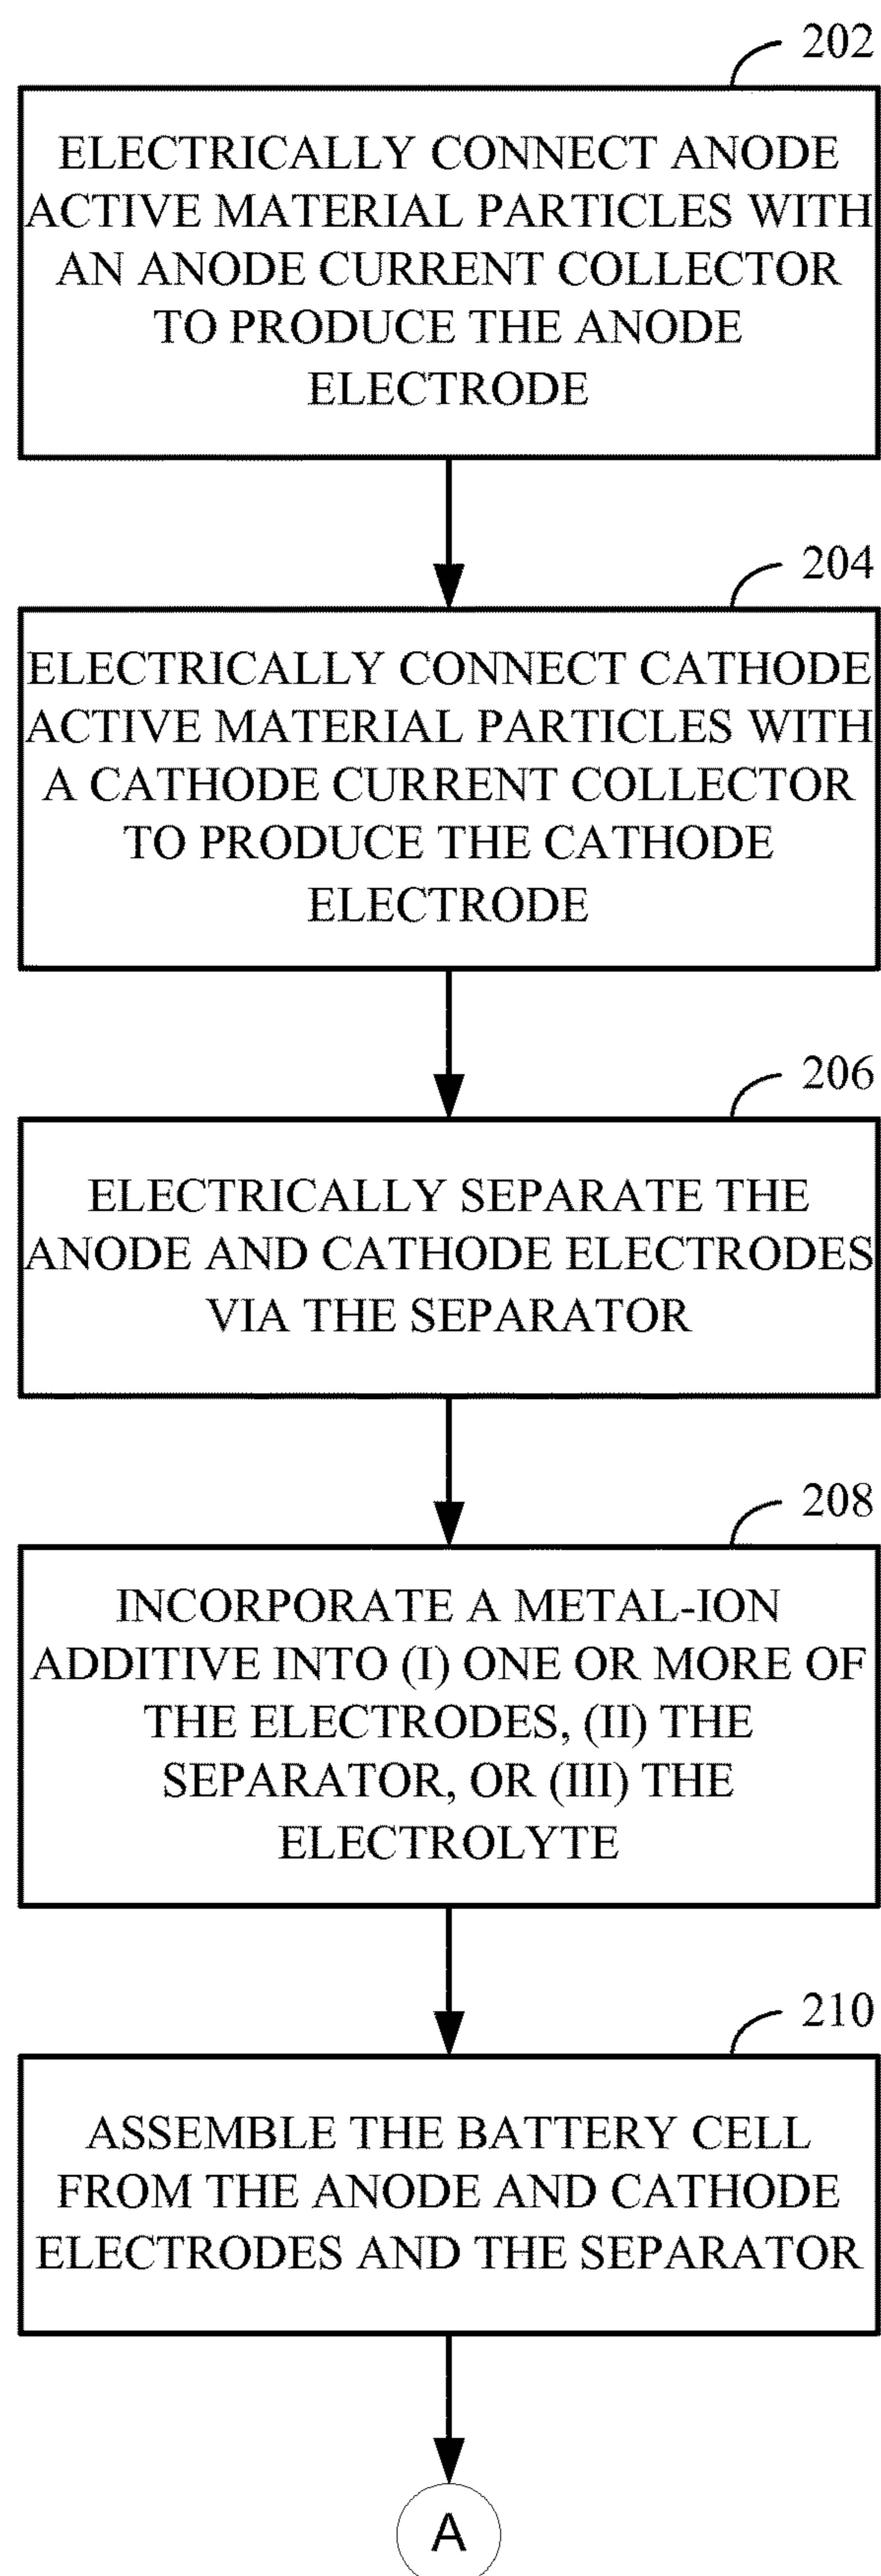 202
ELECTRICALLY CONNECT ANODE
ACTIVE MATERIAL PARTICLES WITH
AN ANODE CURRENT COLLECTOR
TO PRODUCE THE ANODE
ELECTRODE
204
ELECTRICALLY CONNECT CATHODE
ACTIVE MATERIAL PARTICLES WITH
A CATHODE CURRENT COLLECTOR
TO PRODUCE THE CATHODE
ELECTRODE
206
ELECTRICALLY SEPARATE THE
ANODE AND CATHODE ELECTRODES
VIA THE SEPARATOR
208
INCORPORATE A METAL-ION
ADDITIVE INTO (I) ONE OR MORE OF
THE ELECTRODES, (II) THE
SEPARATOR, OR (III) THE
ELECTROLYTE
210
ASSEMBLE THE BATTERY CELL
FROM THE ANODE AND CATHODE
ELECTRODES AND THE SEPARATOR
A